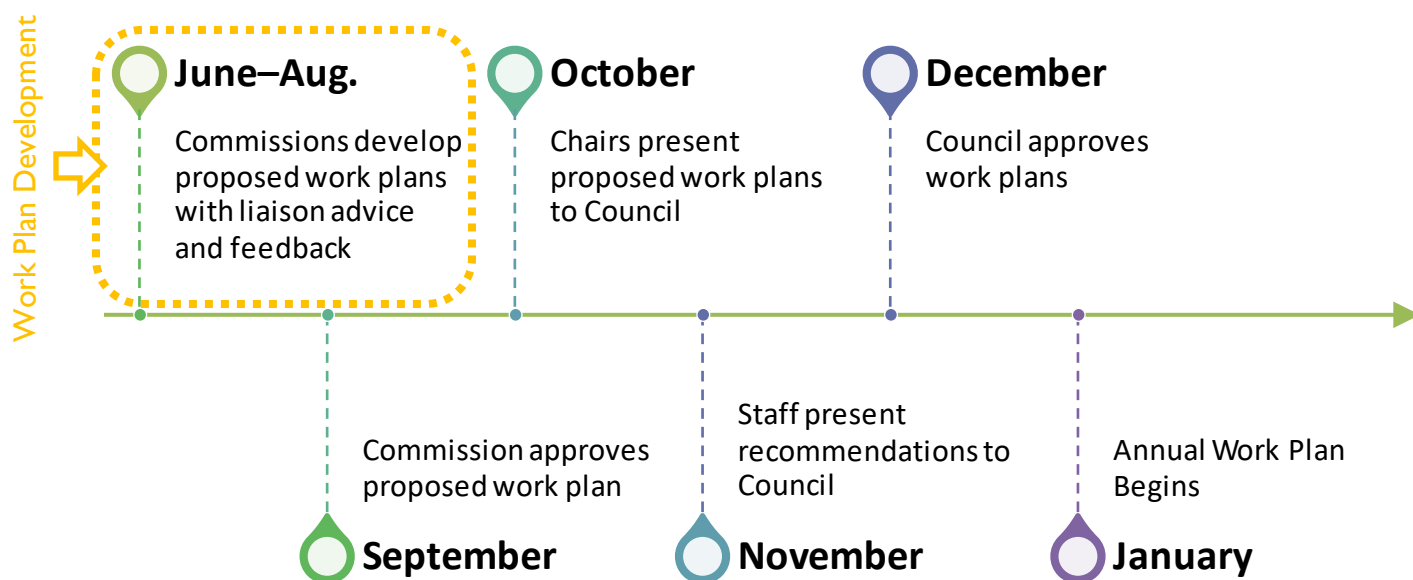 Work Plan Development
June–Aug.
Commissions develop
proposed work plans
with liaison advice
and feedback
September
Commission approves
proposed work plan
October
Chairs present
proposed work plans
to Council
November
Staff present
recommendations to
Council
December
Council approves
work plans
January
Annual Work Plan
Begins